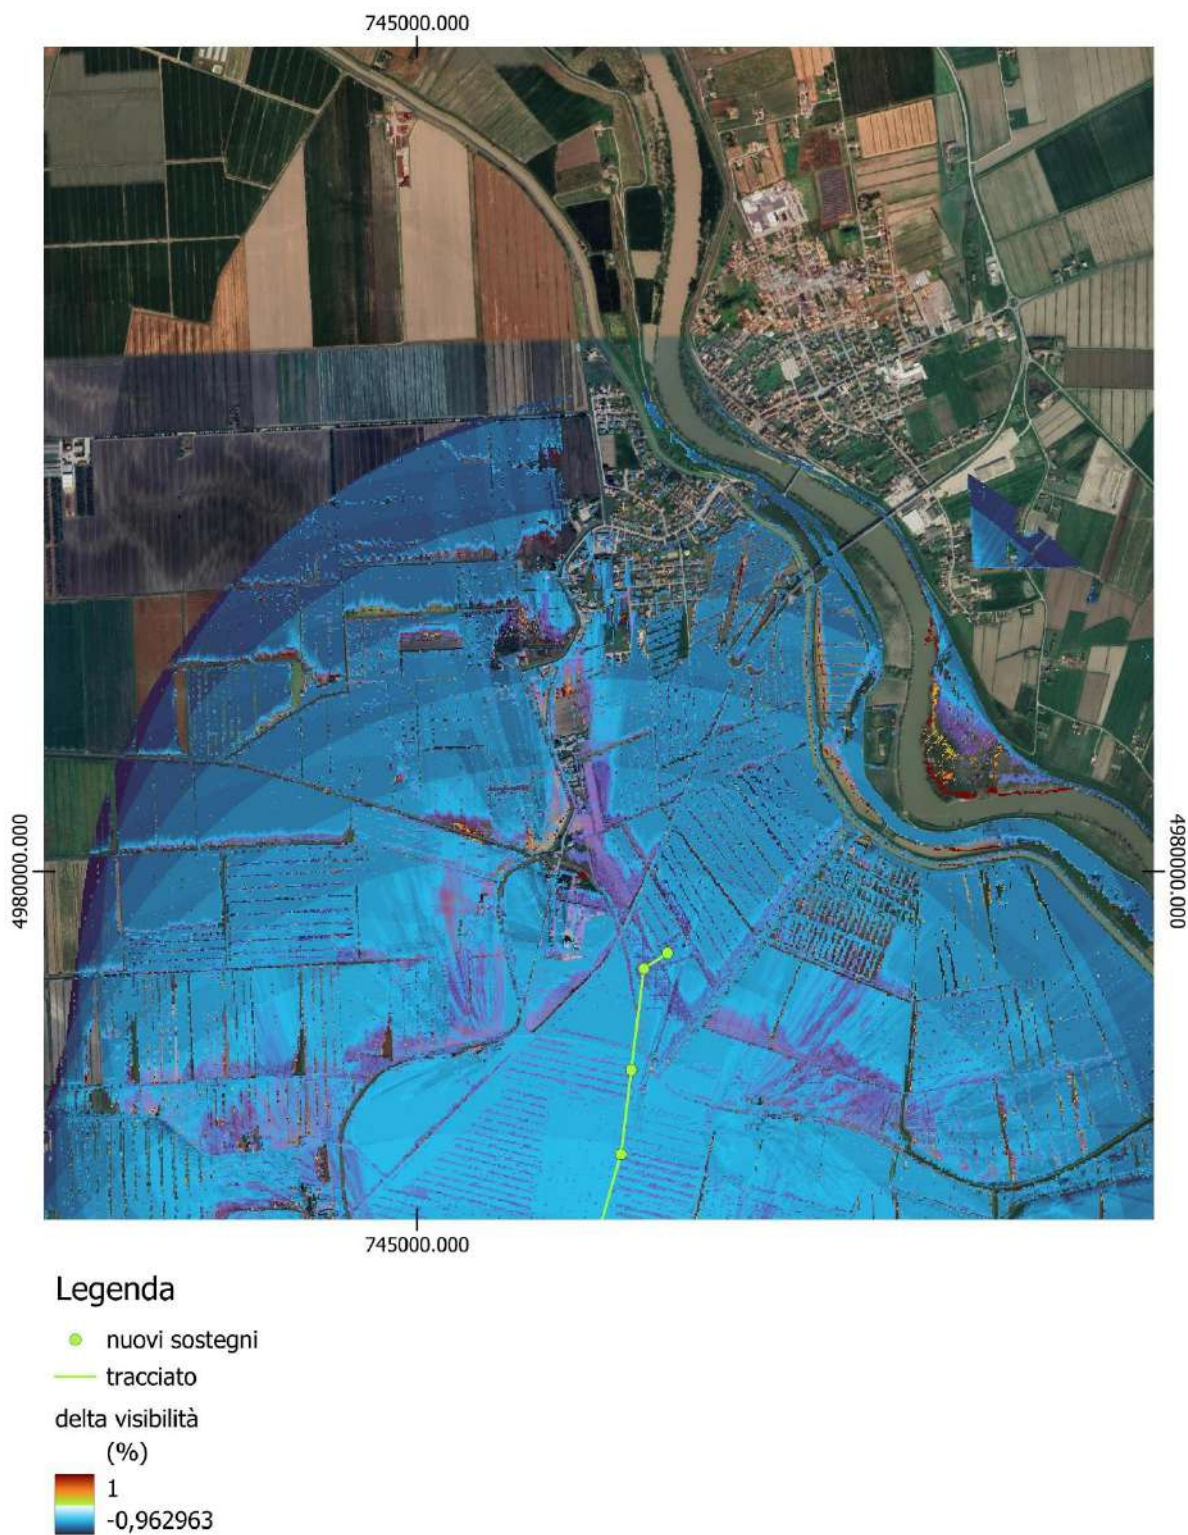 745000.000
4980000.000
4980000.000
745000.000
Legenda
nuovi sostegni
tracciato
delta visibilità
(%)
1
-0,962963